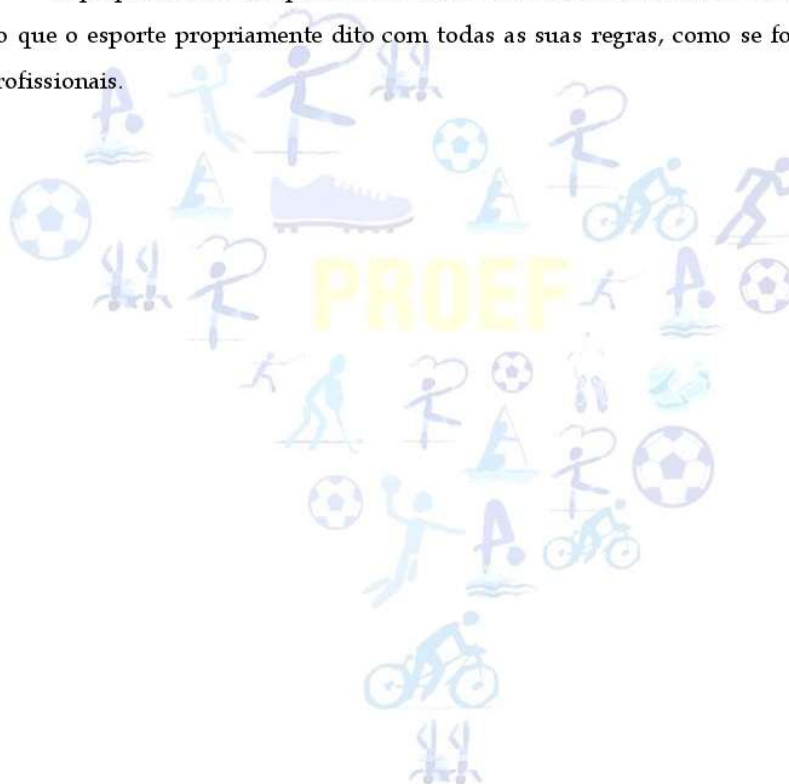 o que o esporte propriamente dito com todas as suas regras, como se fo
rofissionais.
PROEF